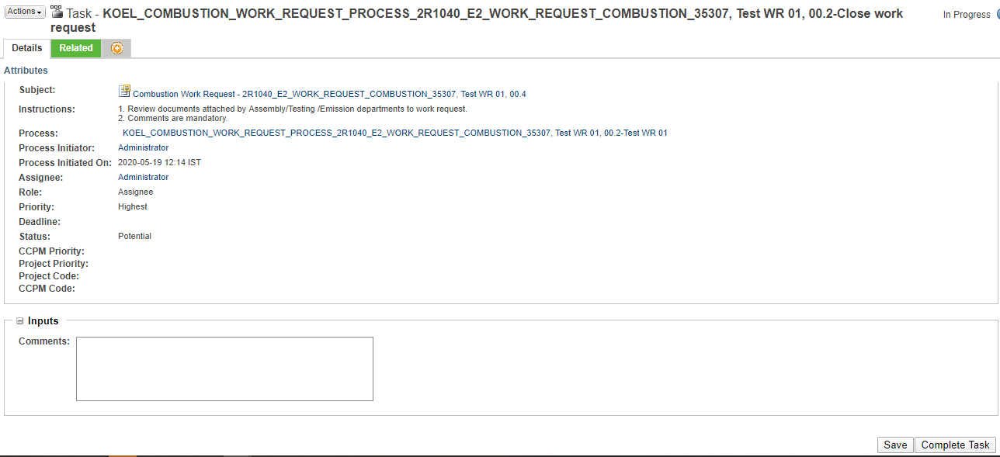 Actions
Task - KOEL_COMBUSTION_WORK_REQUEST_PROCESS_2R1040_E2_WORK_REQUEST_COMBUSTION_35307, Test WR 01, 00.2-Close work
request
In Progress
Details
Related
Attributes
Subject: Combustion Work Request - 2R1040_E2_WORK_REQUEST_COMBUSTION_35307, Test WR 01, 00.4
Instructions: 1. Review documents attached by Assembly/Testing /Emission departments to work request.
2. Comments are mandatory.
Process: KOEL_COMBUSTION_WORK_REQUEST_PROCESS_2R1040_E2_WORK_REQUEST_COMBUSTION_35307, Test WR 01, 00.2-Test WR 01
Process Initiator: Administrator
Process Initiated On: 2020-05-19 12:14 IST
Assignee: Administrator
Role: Assignee
Priority: Highest
Deadline:
Status: Potential
CCPM Priority:
Project Priority:
Project Code:
CCPM Code:
Inputs
Comments:
Save Complete Task